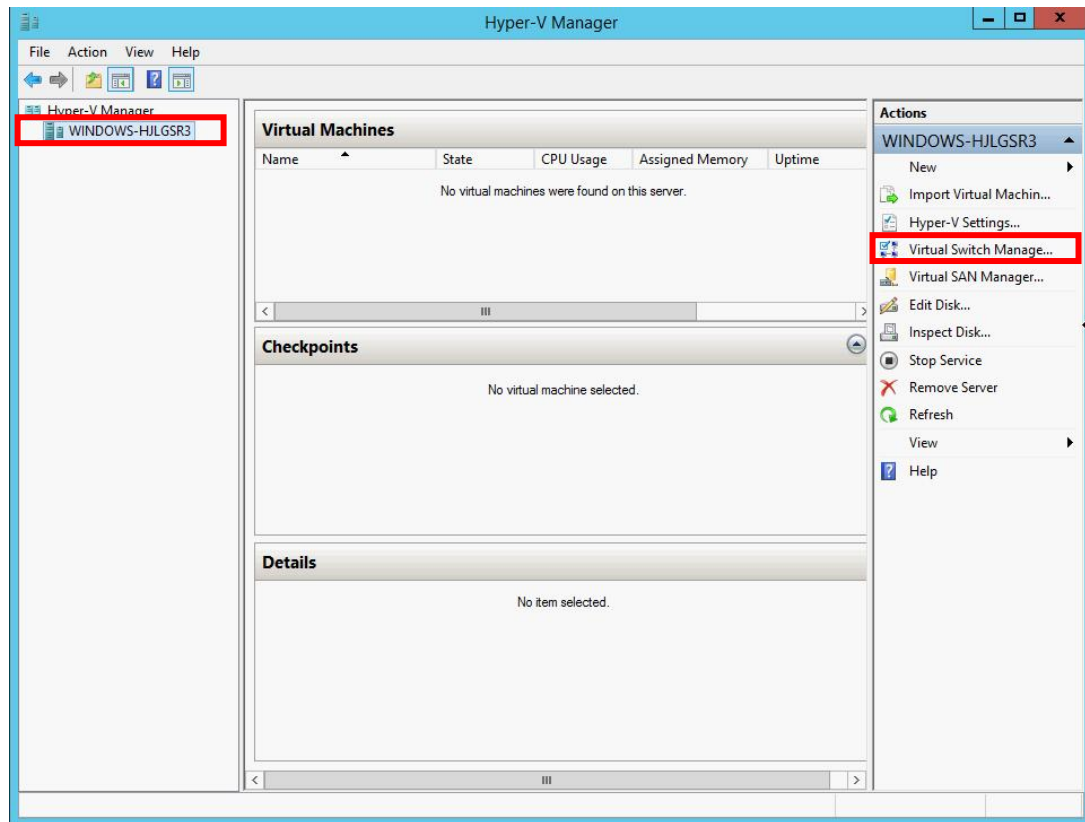 Hyper-V Manager
File Action View Help
Hyper-V Manager
WINDOWS-HJLGSR3
Virtual Machines
Name State CPU Usage Assigned Memory Uptime
No virtual machines were found on this server.
Checkpoints
No virtual machine selected.
Details
No item selected.
Actions
WINDOWS-HJLGSR3
New
Import Virtual Machin...
Hyper-V Settings...
Virtual Switch Manage...
Virtual SAN Manager...
Edit Disk...
Inspect Disk...
Stop Service
Remove Server
Refresh
View
Help